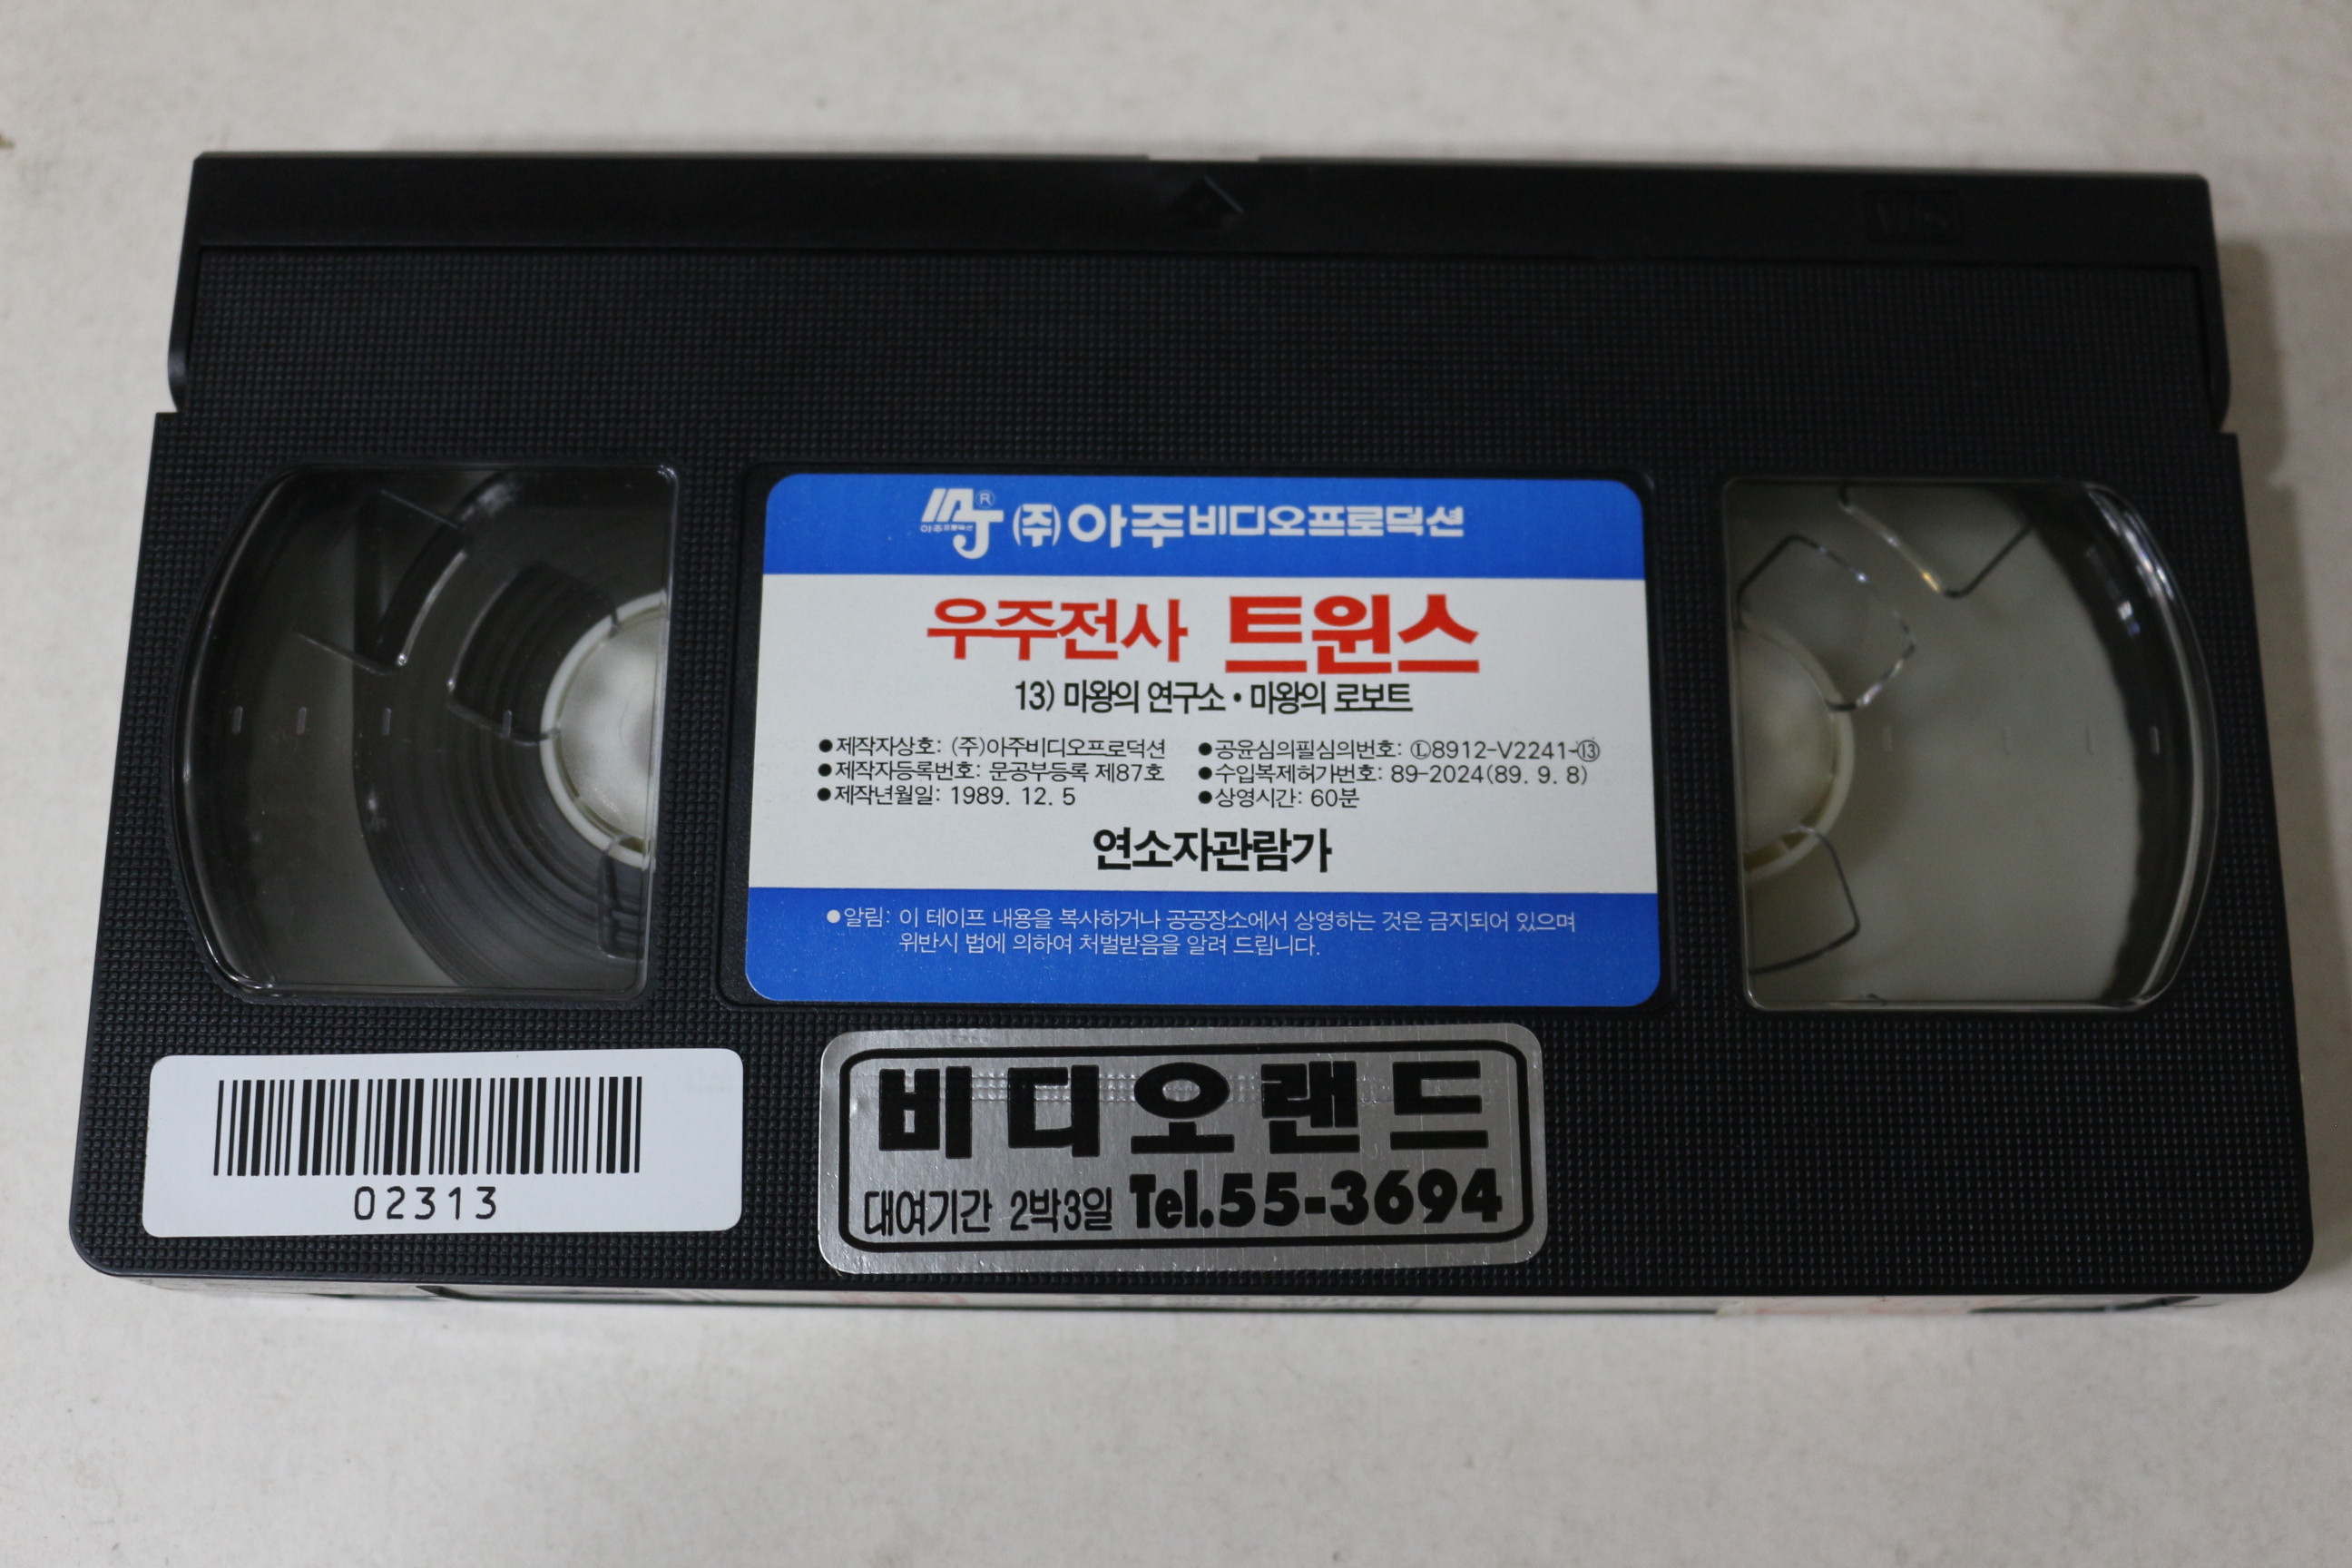 아주프로덕션 ® (주)아주비디오프로덕션
우주전사 트윈스
13) 마왕의 연구소 • 마왕의 로보트
●제작자상호: (주)아주비디오프로덕션 ●공윤심의필심의번호: Ⓛ8912-V2241-⑬
●제작자등록번호: 문공부등록 제87호 ●수입복제허가번호: 89-2024(89. 9. 8)
●제작년월일: 1989. 12. 5 ●상영시간: 60분
연소자관람가
●알림: 이 테이프 내용을 복사하거나 공공장소에서 상영하는 것은 금지되어 있으며
위반시 법에 의하여 처벌받음을 알려 드립니다.
비디오랜드
대여기간 2박3일 Tel.55-3694
02313